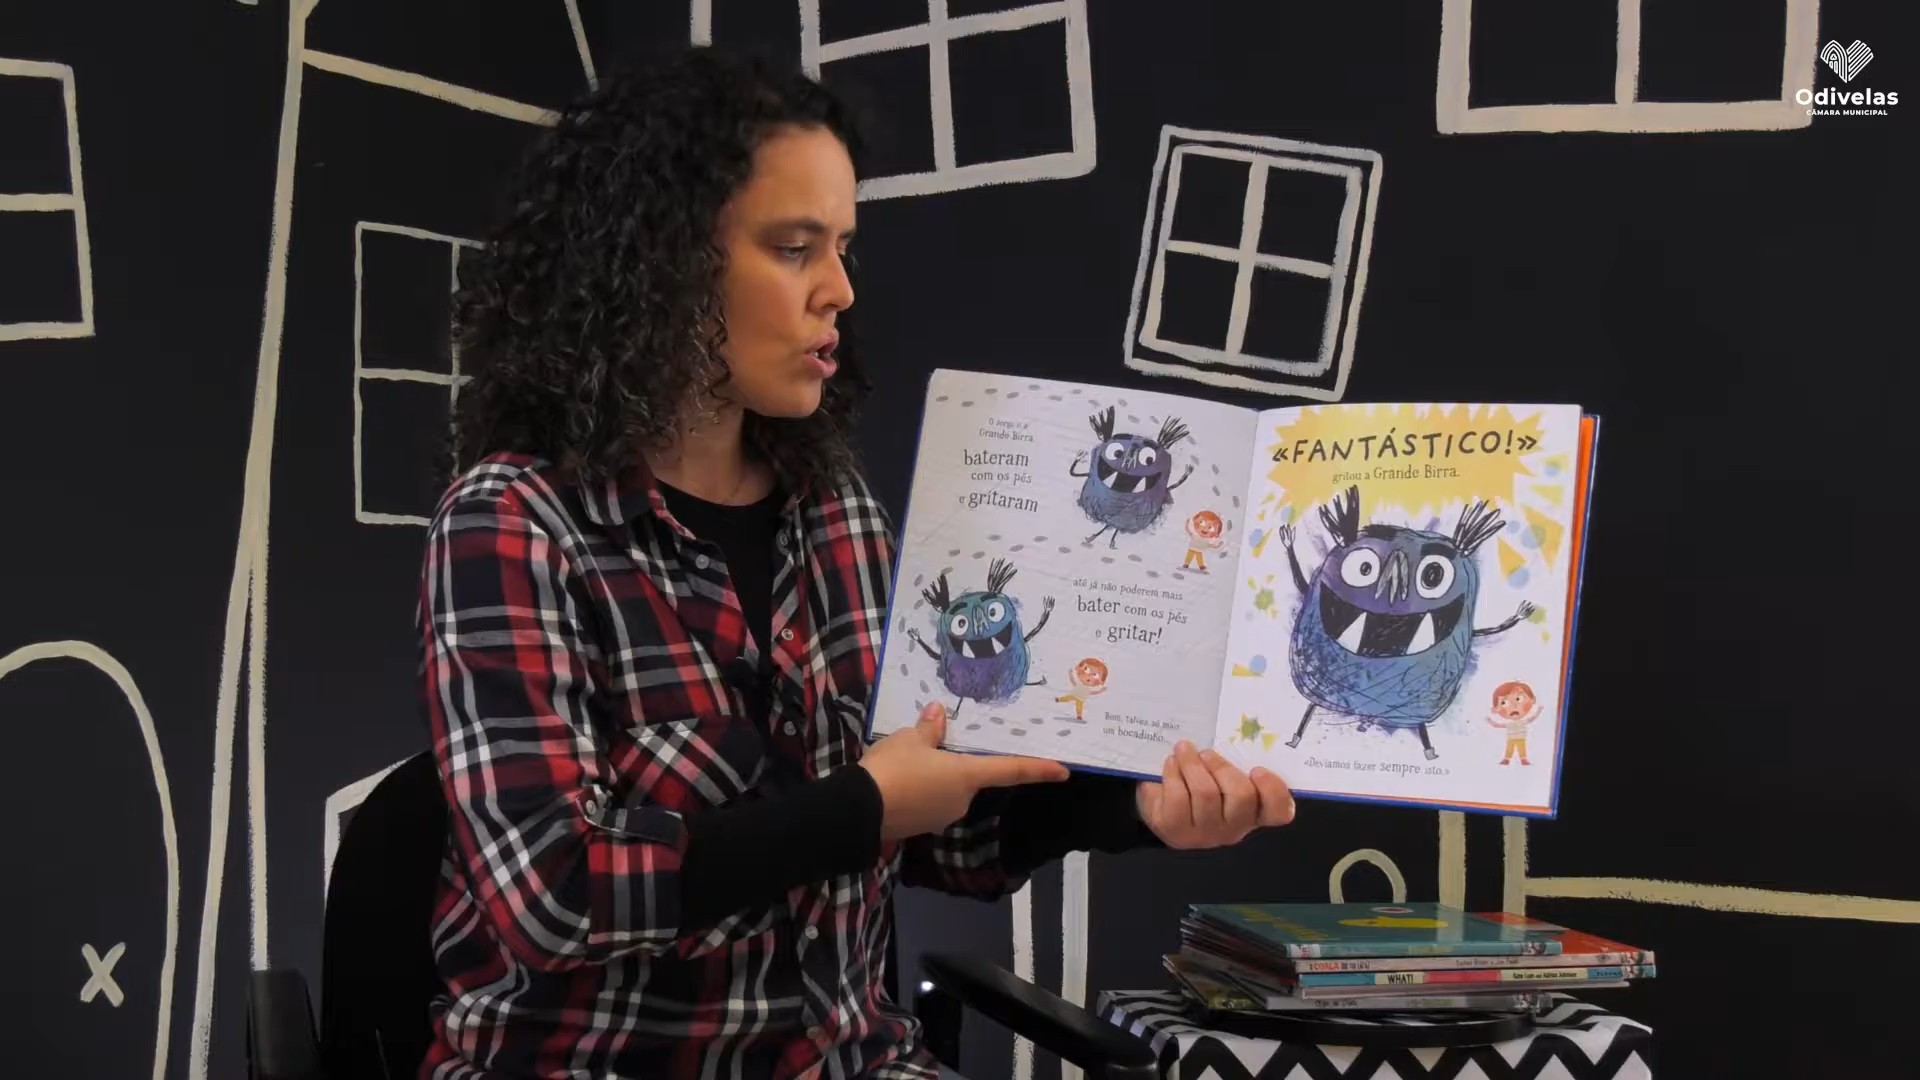 Odivelas
CÂMARA MUNICIPAL
O Jorge e a
Grande Birra
bateram
com os pés
e gritaram
até já não poderem mais
bater com os pés
e gritar!
Bom, talvez só mais
um bocadinho...
«FANTÁSTICO!»
gritou a Grande Birra.
«Devíamos fazer sempre isto.»
WHAT!